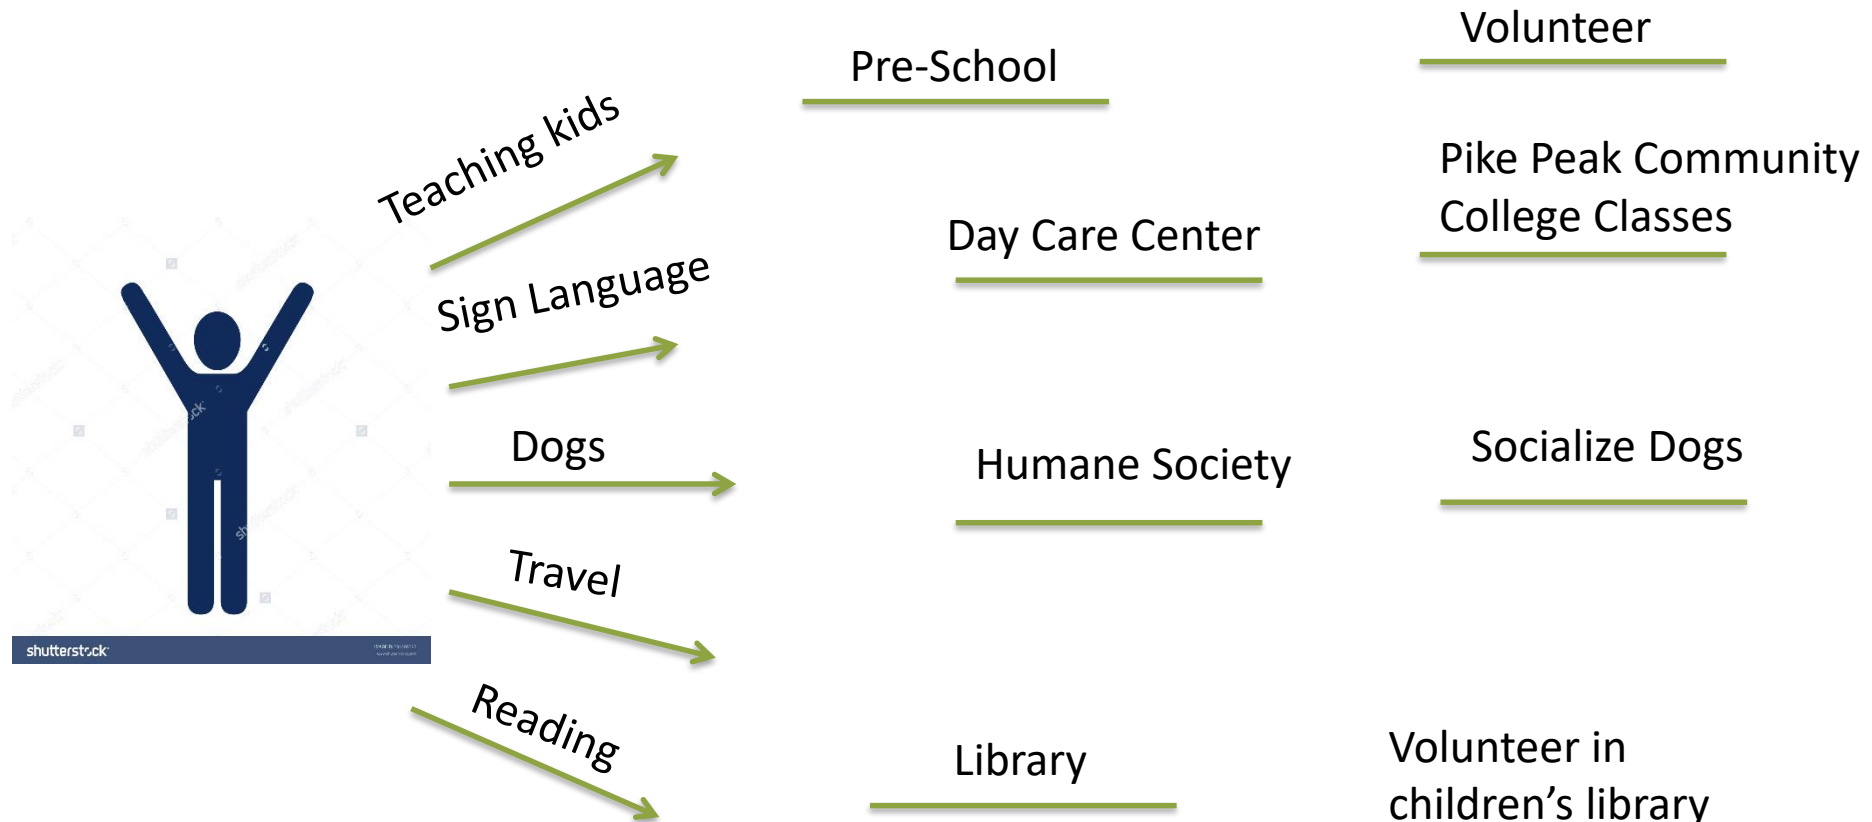 Volunteer
Pre-School
Teaching kids
Pike Peak Community
College Classes
Day Care Center
Sign Language
Dogs
Humane Society
Socialize Dogs
Travel
shutterstock
Reading
Library
Volunteer in
children's library